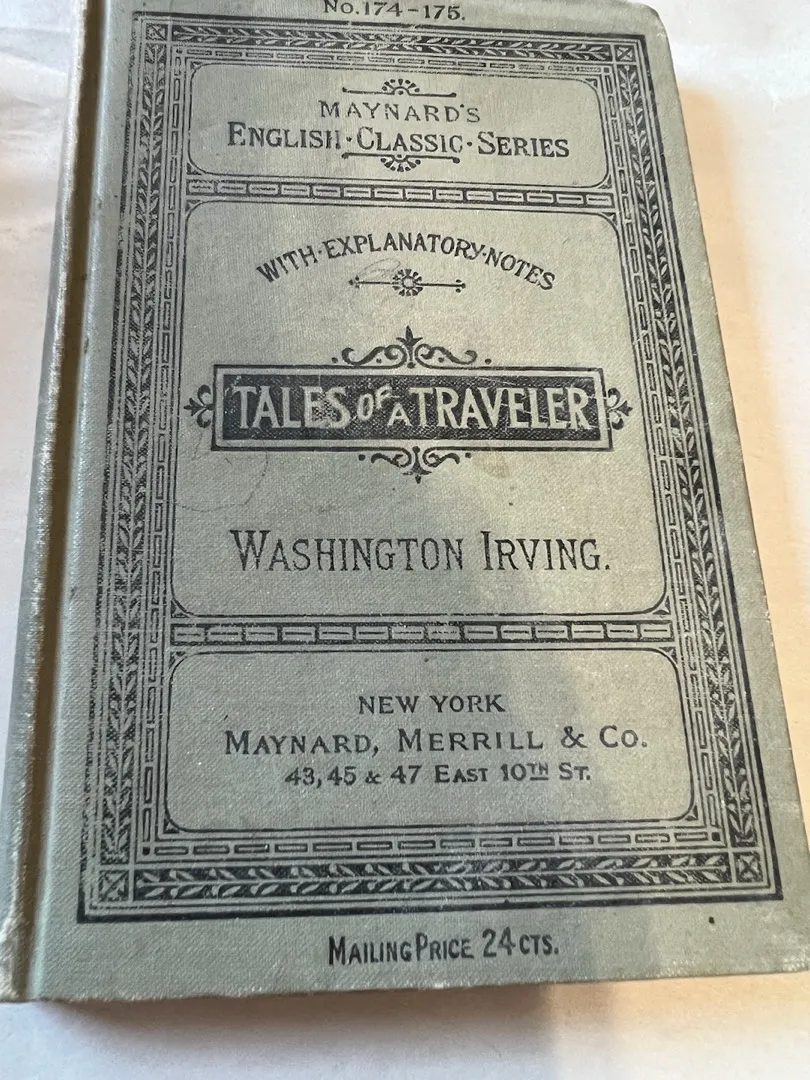 No. 174-175.
MAYNARD'S
ENGLISH·CLASSIC·SERIES
WITH·EXPLANATORY·NOTES
TALES OF A TRAVELER
WASHINGTON IRVING.
NEW YORK
MAYNARD, MERRILL & CO.
43, 45 & 47 EAST 10TH ST.
MAILING PRICE 24 CTS.